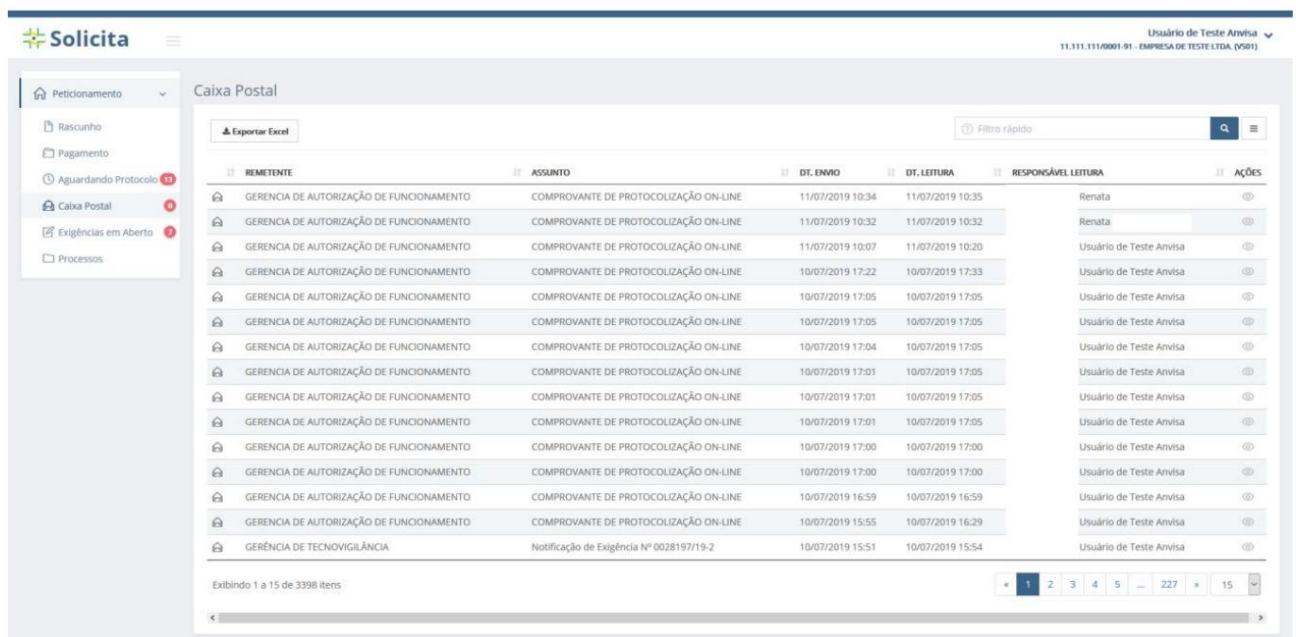 Solicita
Usuário de Teste Anvisa
11.111.111/0001-91 - EMPRESA DE TESTE LTDA. (VS01)
Peticionamento
Rascunho
Pagamento
Aguardando Protocolo 13
Caixa Postal 0
Exigências em Aberto 7
Processos
Caixa Postal
Exportar Excel
Filtro rápido
REMETENTE ASSUNTO DT. ENVIO DT. LEITURA RESPONSÁVEL LEITURA AÇÕES
GERENCIA DE AUTORIZAÇÃO DE FUNCIONAMENTO COMPROVANTE DE PROTOCOLIZAÇÃO ON-LINE 11/07/2019 10:34 11/07/2019 10:35 Renata
GERENCIA DE AUTORIZAÇÃO DE FUNCIONAMENTO COMPROVANTE DE PROTOCOLIZAÇÃO ON-LINE 11/07/2019 10:32 11/07/2019 10:32 Renata
GERENCIA DE AUTORIZAÇÃO DE FUNCIONAMENTO COMPROVANTE DE PROTOCOLIZAÇÃO ON-LINE 11/07/2019 10:07 11/07/2019 10:20 Usuário de Teste Anvisa
GERENCIA DE AUTORIZAÇÃO DE FUNCIONAMENTO COMPROVANTE DE PROTOCOLIZAÇÃO ON-LINE 10/07/2019 17:22 10/07/2019 17:33 Usuário de Teste Anvisa
GERENCIA DE AUTORIZAÇÃO DE FUNCIONAMENTO COMPROVANTE DE PROTOCOLIZAÇÃO ON-LINE 10/07/2019 17:05 10/07/2019 17:05 Usuário de Teste Anvisa
GERENCIA DE AUTORIZAÇÃO DE FUNCIONAMENTO COMPROVANTE DE PROTOCOLIZAÇÃO ON-LINE 10/07/2019 17:05 10/07/2019 17:05 Usuário de Teste Anvisa
GERENCIA DE AUTORIZAÇÃO DE FUNCIONAMENTO COMPROVANTE DE PROTOCOLIZAÇÃO ON-LINE 10/07/2019 17:04 10/07/2019 17:05 Usuário de Teste Anvisa
GERENCIA DE AUTORIZAÇÃO DE FUNCIONAMENTO COMPROVANTE DE PROTOCOLIZAÇÃO ON-LINE 10/07/2019 17:01 10/07/2019 17:05 Usuário de Teste Anvisa
GERENCIA DE AUTORIZAÇÃO DE FUNCIONAMENTO COMPROVANTE DE PROTOCOLIZAÇÃO ON-LINE 10/07/2019 17:01 10/07/2019 17:05 Usuário de Teste Anvisa
GERENCIA DE AUTORIZAÇÃO DE FUNCIONAMENTO COMPROVANTE DE PROTOCOLIZAÇÃO ON-LINE 10/07/2019 17:01 10/07/2019 17:05 Usuário de Teste Anvisa
GERENCIA DE AUTORIZAÇÃO DE FUNCIONAMENTO COMPROVANTE DE PROTOCOLIZAÇÃO ON-LINE 10/07/2019 17:00 10/07/2019 17:00 Usuário de Teste Anvisa
GERENCIA DE AUTORIZAÇÃO DE FUNCIONAMENTO COMPROVANTE DE PROTOCOLIZAÇÃO ON-LINE 10/07/2019 17:00 10/07/2019 17:00 Usuário de Teste Anvisa
GERENCIA DE AUTORIZAÇÃO DE FUNCIONAMENTO COMPROVANTE DE PROTOCOLIZAÇÃO ON-LINE 10/07/2019 16:59 10/07/2019 16:59 Usuário de Teste Anvisa
GERENCIA DE AUTORIZAÇÃO DE FUNCIONAMENTO COMPROVANTE DE PROTOCOLIZAÇÃO ON-LINE 10/07/2019 15:55 10/07/2019 16:29 Usuário de Teste Anvisa
GERÊNCIA DE TECNOVIGILÂNCIA Notificação de Exigência Nº 0028197/19-2 10/07/2019 15:51 10/07/2019 15:54 Usuário de Teste Anvisa
Exibindo 1 a 15 de 3398 itens
« 1 2 3 4 5 ... 227 » 15